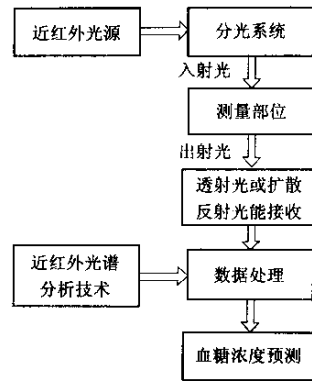 近红外光源
分光系统
入射光
测量部位
出射光
透射光或扩散
反射光能接收
近红外光谱
分析技术
数据处理
血糖浓度预测